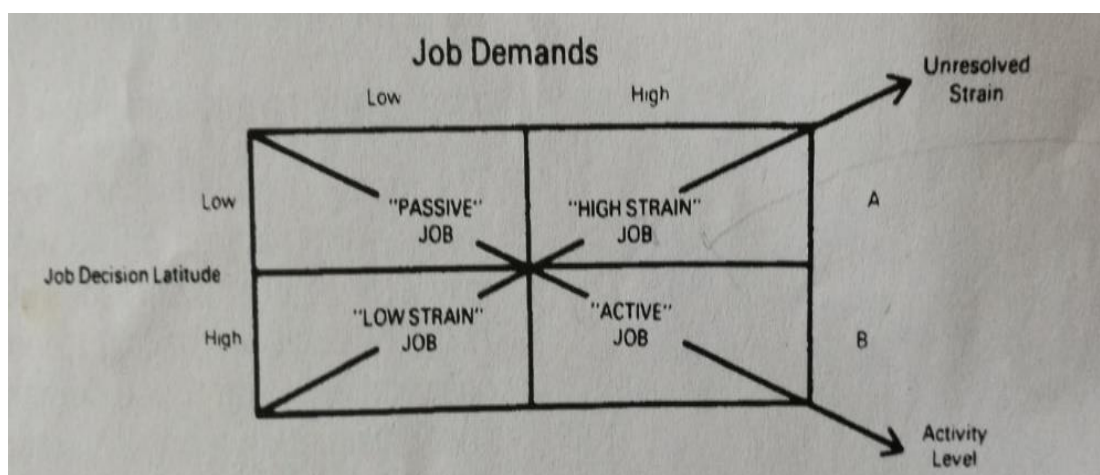 Job Demands
Low
High
Unresolved
Strain
Low
"PASSIVE"
JOB
"HIGH STRAIN"
JOB
A
Job Decision Latitude
High
"LOW STRAIN"
JOB
"ACTIVE"
JOB
B
Activity
Level